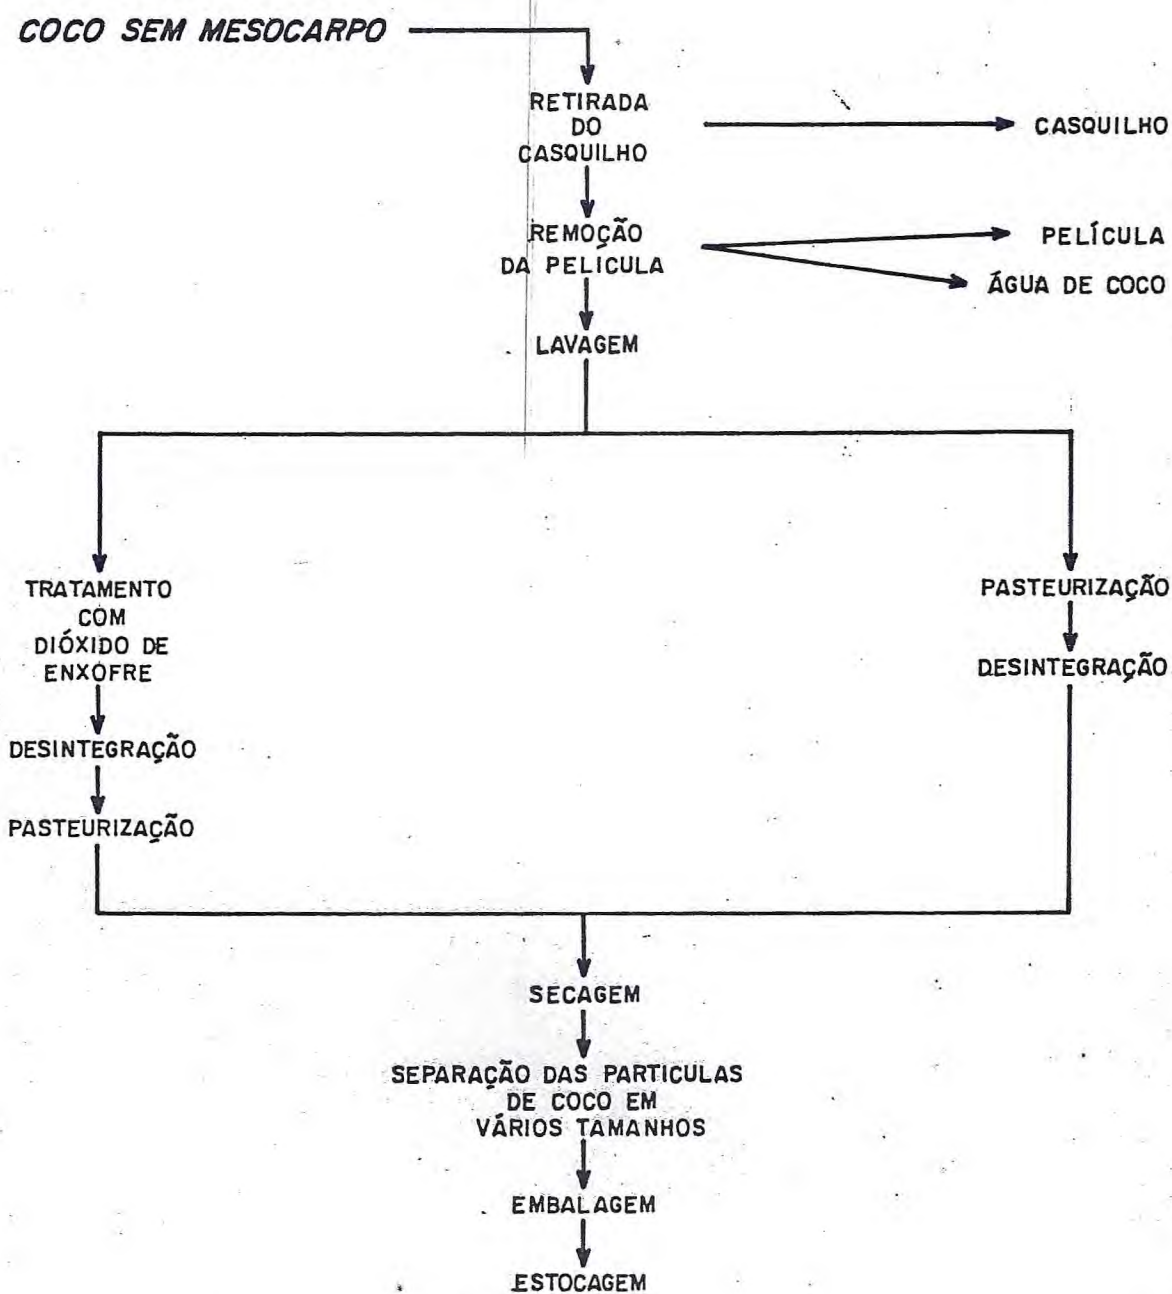 COCO SEM MESOCARPO
RETIRADA
DO
CASQUILHO
CASQUILHO
REMOÇÃO
DA PELÍCULA
PELÍCULA
ÁGUA DE COCO
LAVAGEM
TRATAMENTO
COM
DIÓXIDO DE
ENXOFRE
DESINTEGRAÇÃO
PASTEURIZAÇÃO
PASTEURIZAÇÃO
DESINTEGRAÇÃO
SECAGEM
SEPARAÇÃO DAS PARTICULAS
DE COCO EM
VÁRIOS TAMANHOS
EMBALAGEM
ESTOCAGEM